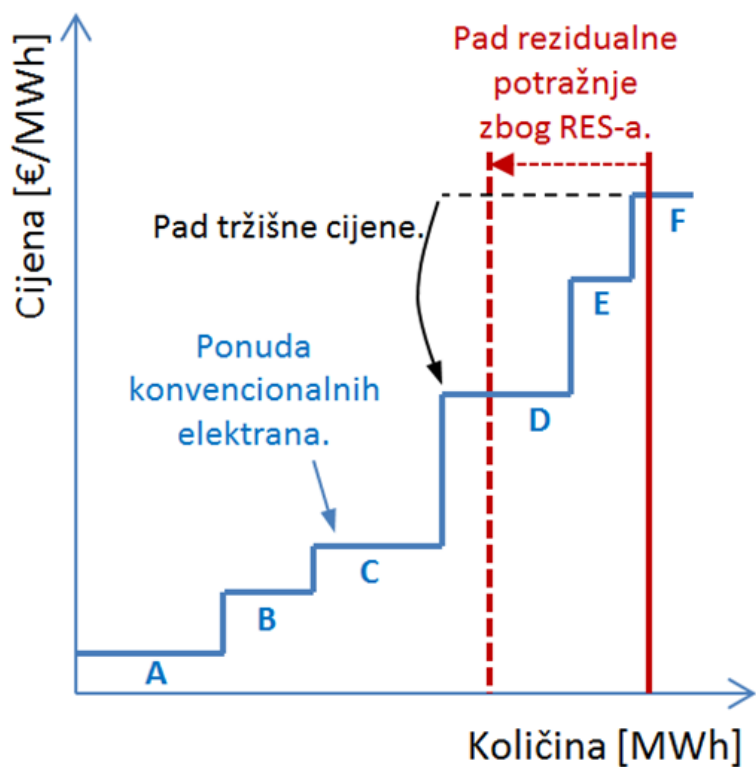 Cijena [€/MWh]
Pad rezidualne
potražnje
zbog RES-a.
Pad tržišne cijene.
F
E
Ponuda
konvencionalnih
elektrana.
D
C
B
A
Količina [MWh]